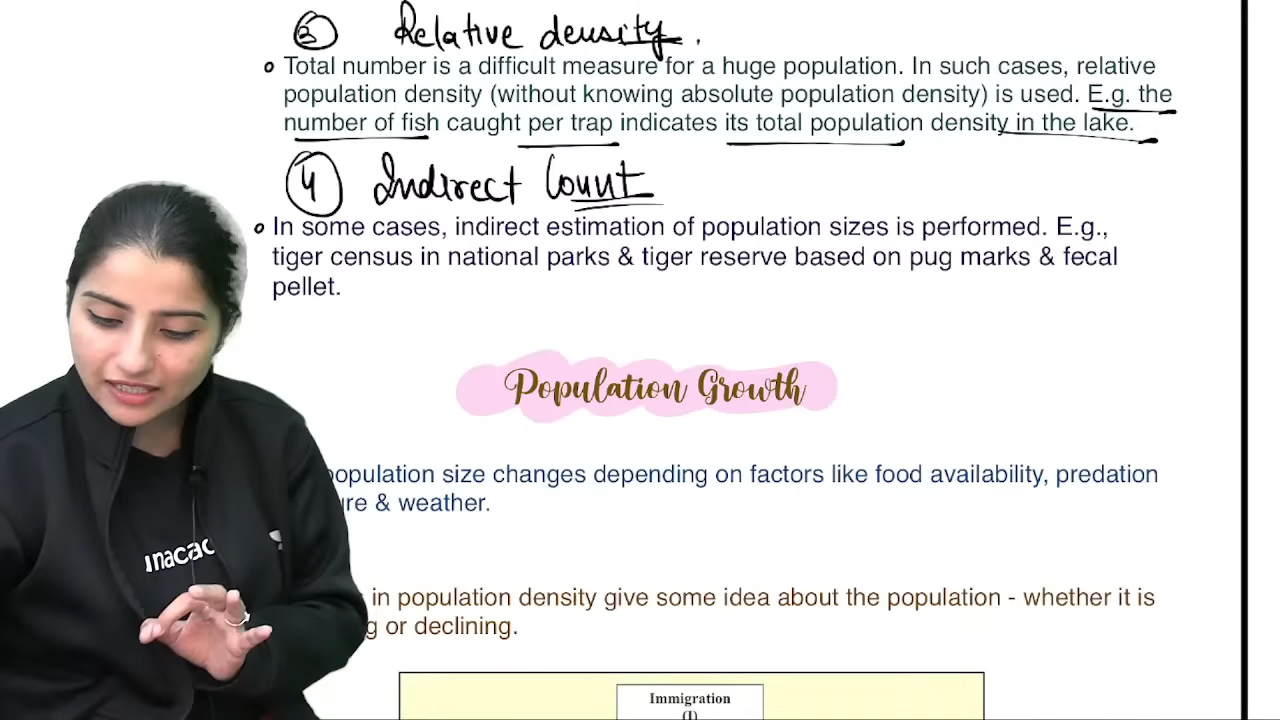 ③ Relative density.
Total number is a difficult measure for a huge population. In such cases, relative
population density (without knowing absolute population density) is used. E.g. the
number of fish caught per trap indicates its total population density in the lake.
④ Indirect Count
In some cases, indirect estimation of population sizes is performed. E.g.,
tiger census in national parks & tiger reserve based on pug marks & fecal
pellet.
Population Growth
population size changes depending on factors like food availability, predation
& weather.
in population density give some idea about the population - whether it is
or declining.
unacad
Immigration
(I)